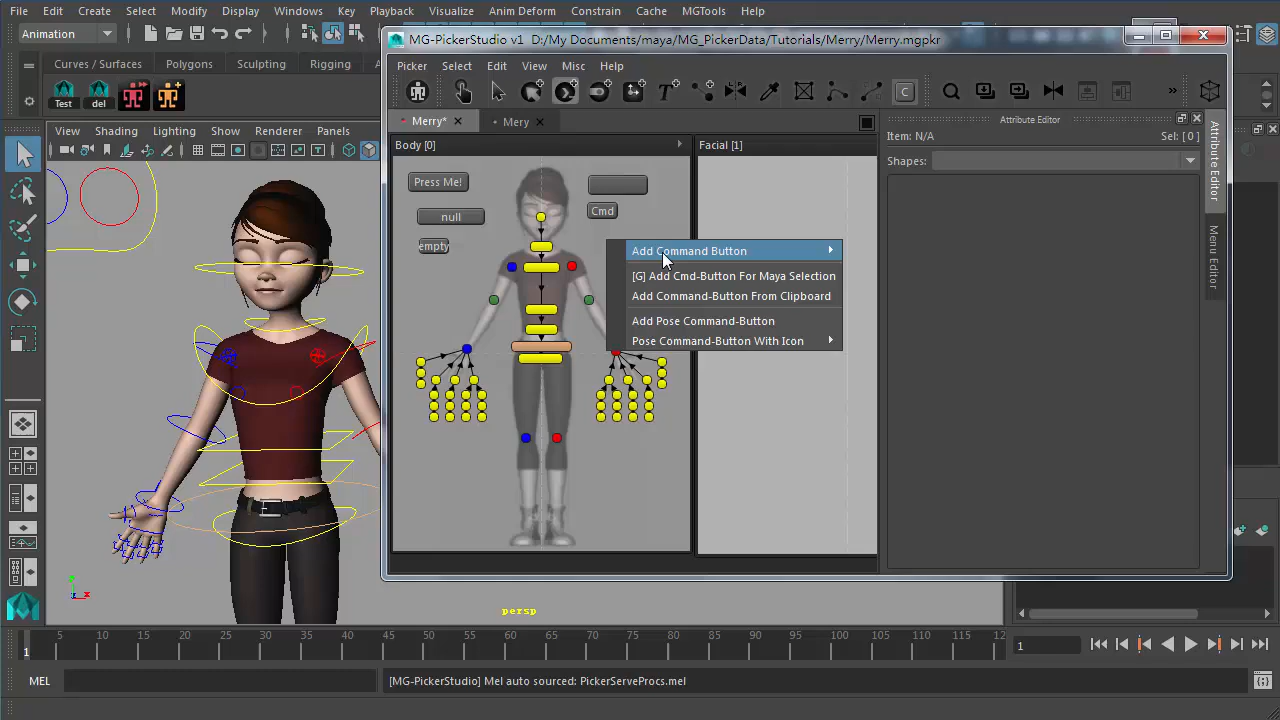 File Edit Create Select Modify Display Windows Key Playback Visualize Anim Deform Constrain Cache MGTools Help
Animation
MG-PickerStudio v1 D:/My Documents/maya/MG_PickerData/Tutorials/Merry/Merry.mgpkr
Curves / Surfaces Polygons Sculpting Rigging
Picker Select Edit View Misc Help
Test del
T C »
Merry* Merry
View Shading Lighting Show Renderer Panels
Body [0] Facial [1]
Attribute Editor
Item: N/A Sel: [ 0 ]
Shapes:
Attribute Editor
Menu Editor
Press Me!
null
Cmd
empty
Add Command Button
[G] Add Cmd-Button For Maya Selection
Add Command-Button From Clipboard
Add Pose Command-Button
Pose Command-Button With Icon
persp
5 10 15 20 25 30 35 40 45 50 55 60 65 70 75 80 85 90 95 100 105 110 115 12
1
1
MEL
[MG-PickerStudio] Mel auto sourced: PickerServeProcs.mel